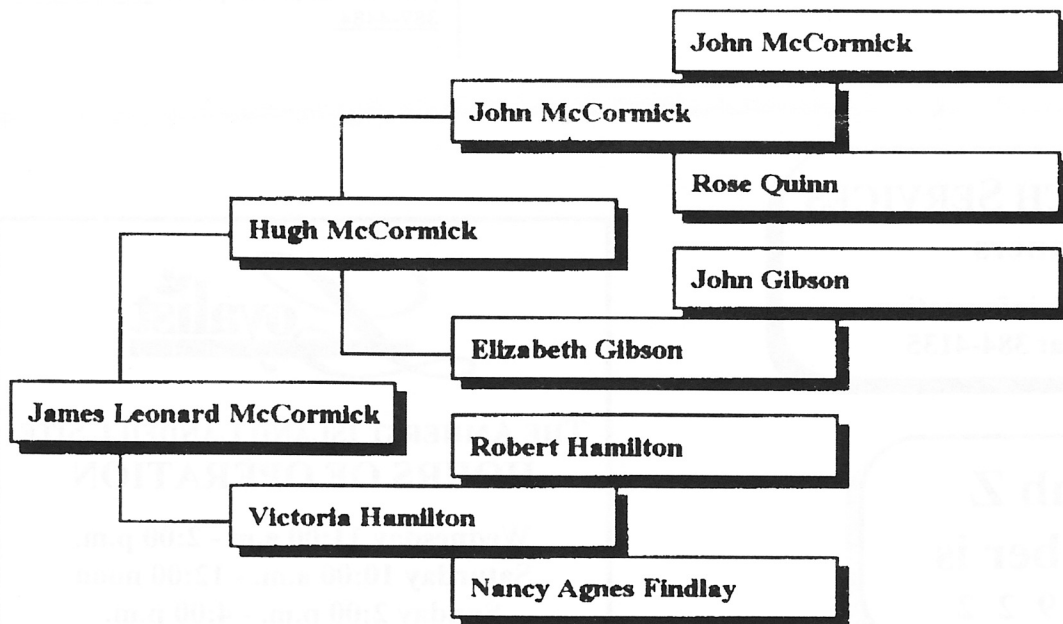 John McCormick
John McCormick
Rose Quinn
Hugh McCormick
John Gibson
Elizabeth Gibson
James Leonard McCormick
Robert Hamilton
Victoria Hamilton
Nancy Agnes Findlay